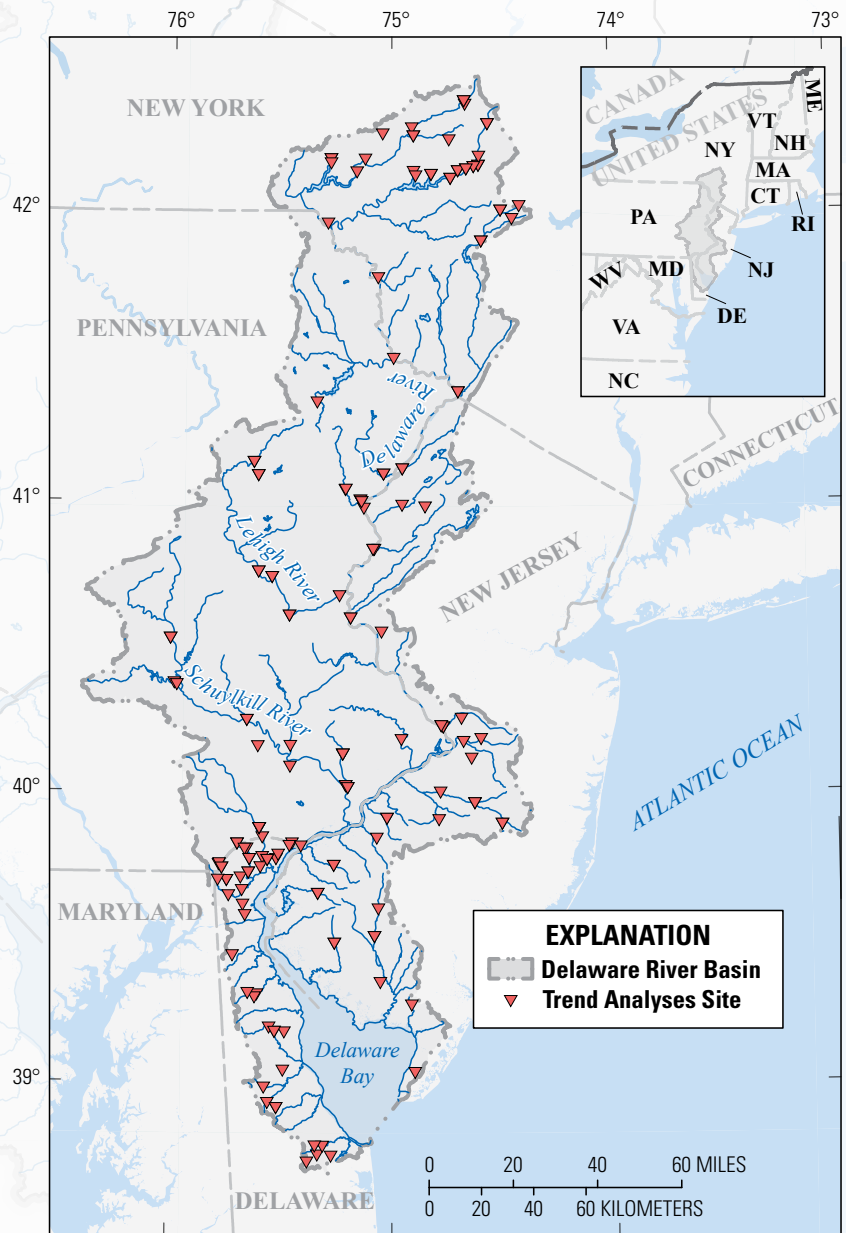 76°
75°
74°
73°
42°
41°
40°
39°
NEW YORK
PENNSYLVANIA
NEW JERSEY
CONNECTICUT
MARYLAND
DELAWARE
ATLANTIC OCEAN
Delaware
River
Lehigh River
Schuylkill River
Delaware
Bay
CANADA
UNITED STATES
ME
VT
NH
NY
MA
CT
RI
PA
NJ
WV
MD
DE
VA
NC
EXPLANATION
Delaware River Basin
Trend Analyses Site
0 20 40 60 MILES
0 20 40 60 KILOMETERS